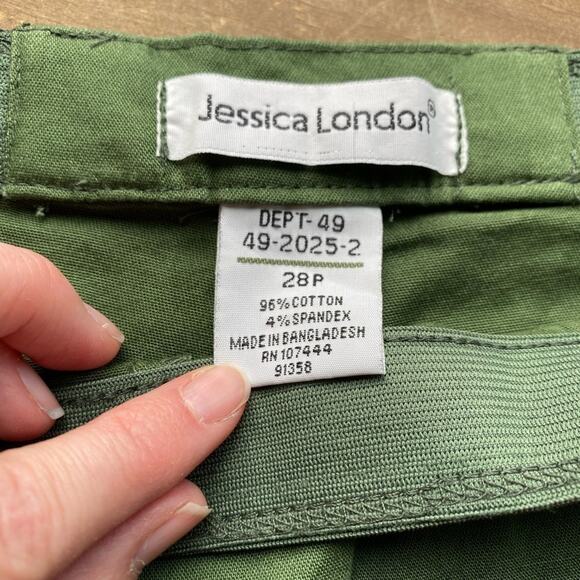 Jessica London®
DEPT-49
49-2025-2
28P
96% COTTON
4% SPANDEX
MADE IN BANGLADESH
RN 107444
91358